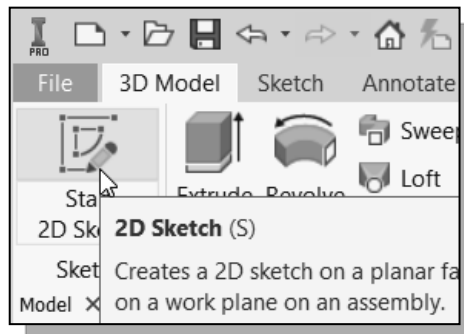 PRO
File 3D Model Sketch Annotate
Sweep
Extrude Revolve
Loft
2D Sketch (S)
Creates a 2D sketch on a planar
on a work plane on an assembly.
Model